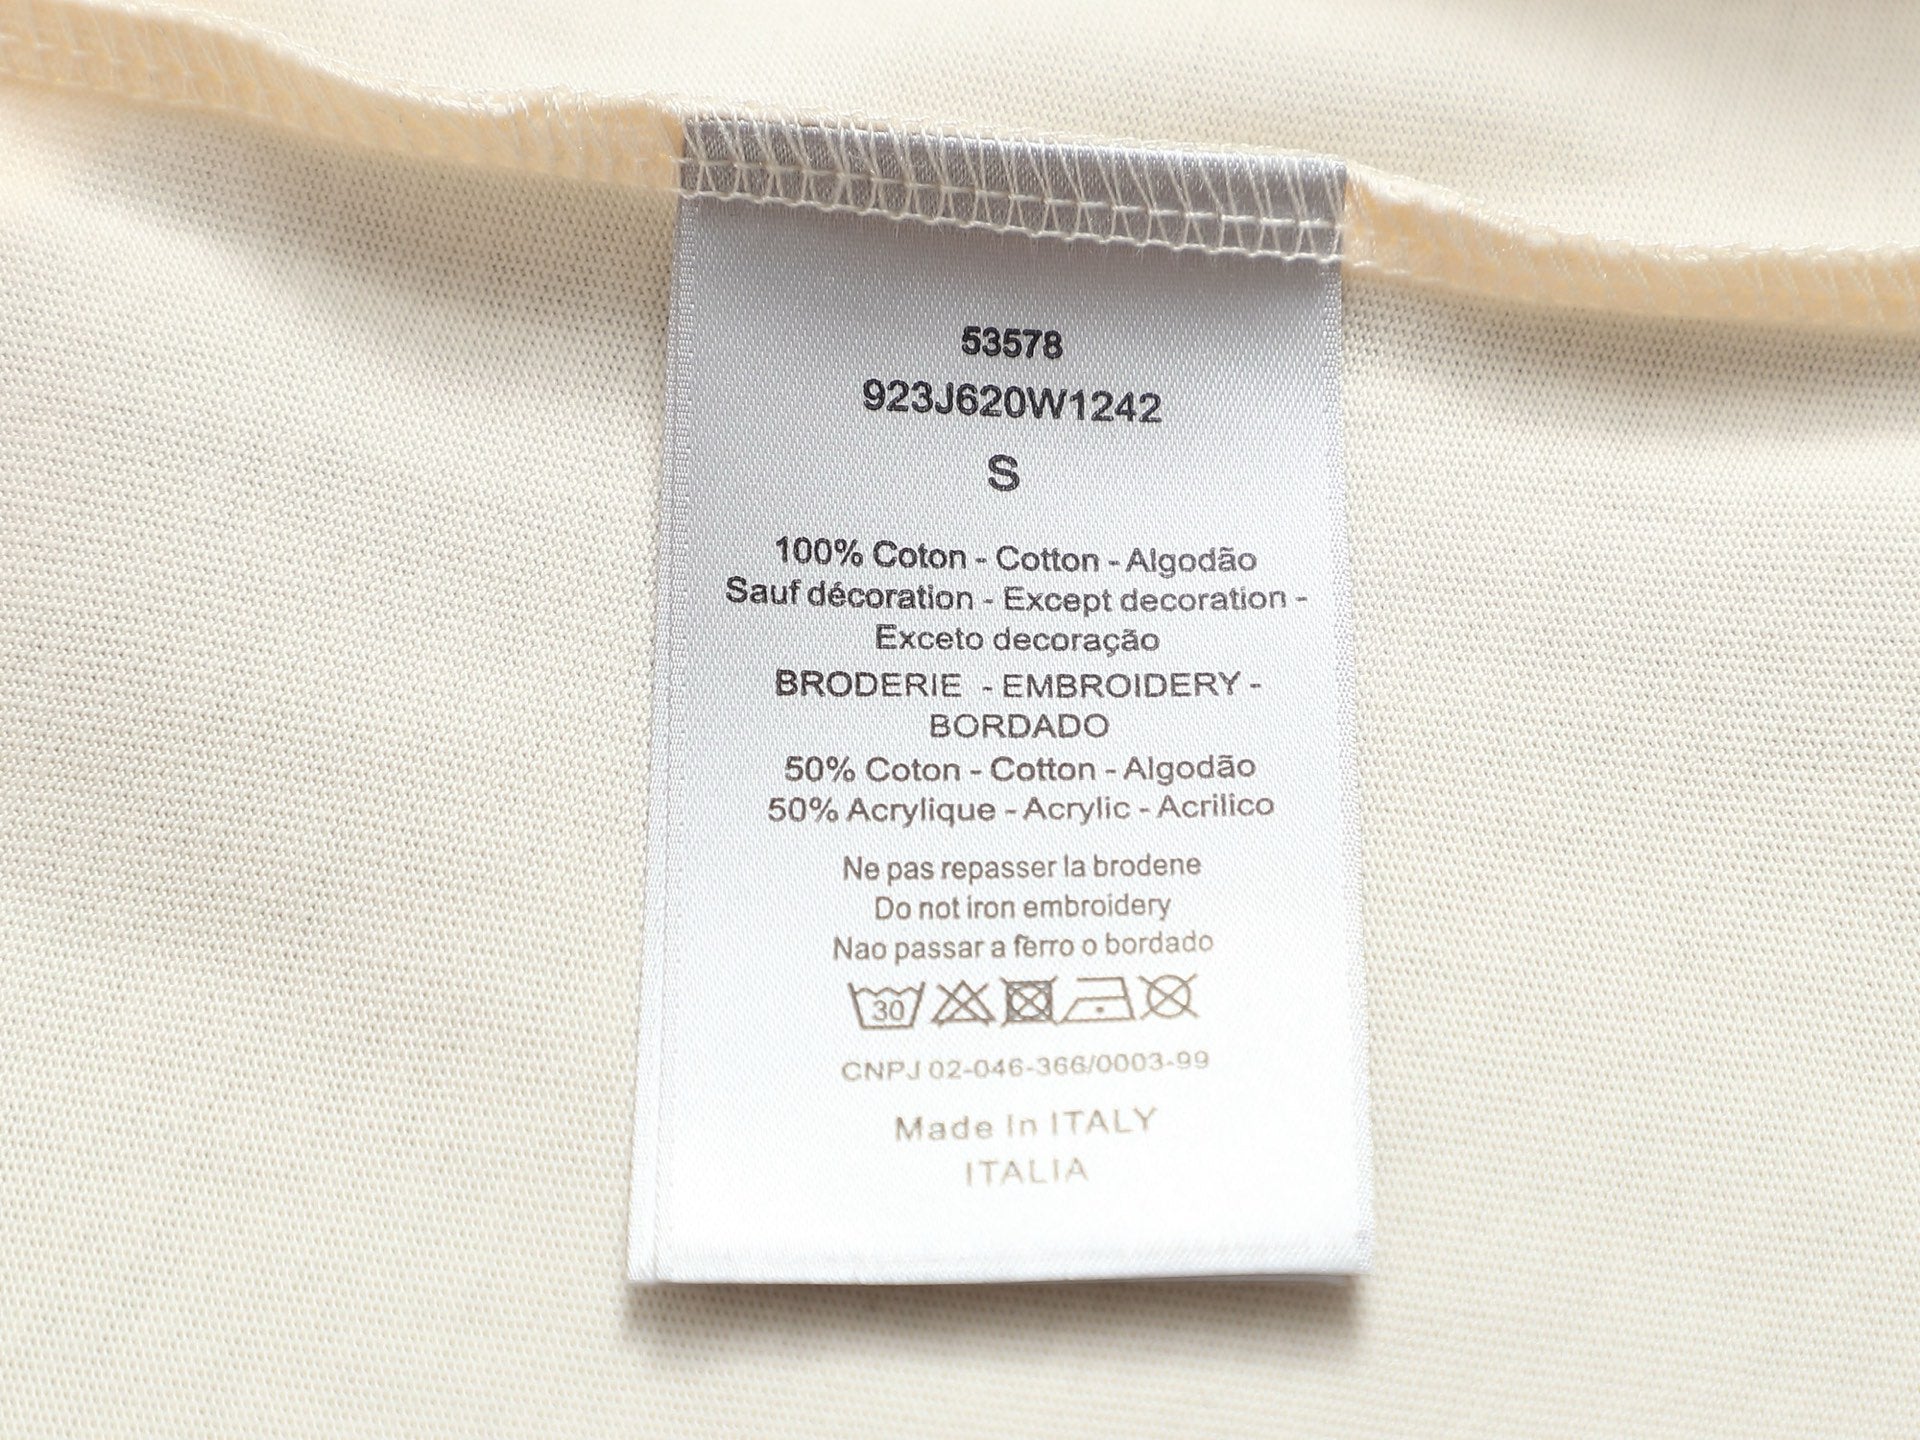 53578
923J620W1242
S
100% Coton - Cotton - Algodão
Sauf décoration - Except decoration -
Exceto decoração
BRODERIE - EMBROIDERY -
BORDADO
50% Coton - Cotton - Algodão
50% Acrylique - Acrylic - Acrilico
Ne pas repasser la brodene
Do not iron embroidery
Nao passar a ferro o bordado
30
CNPJ 02-046-366/0003-99
Made In ITALY
ITALIA